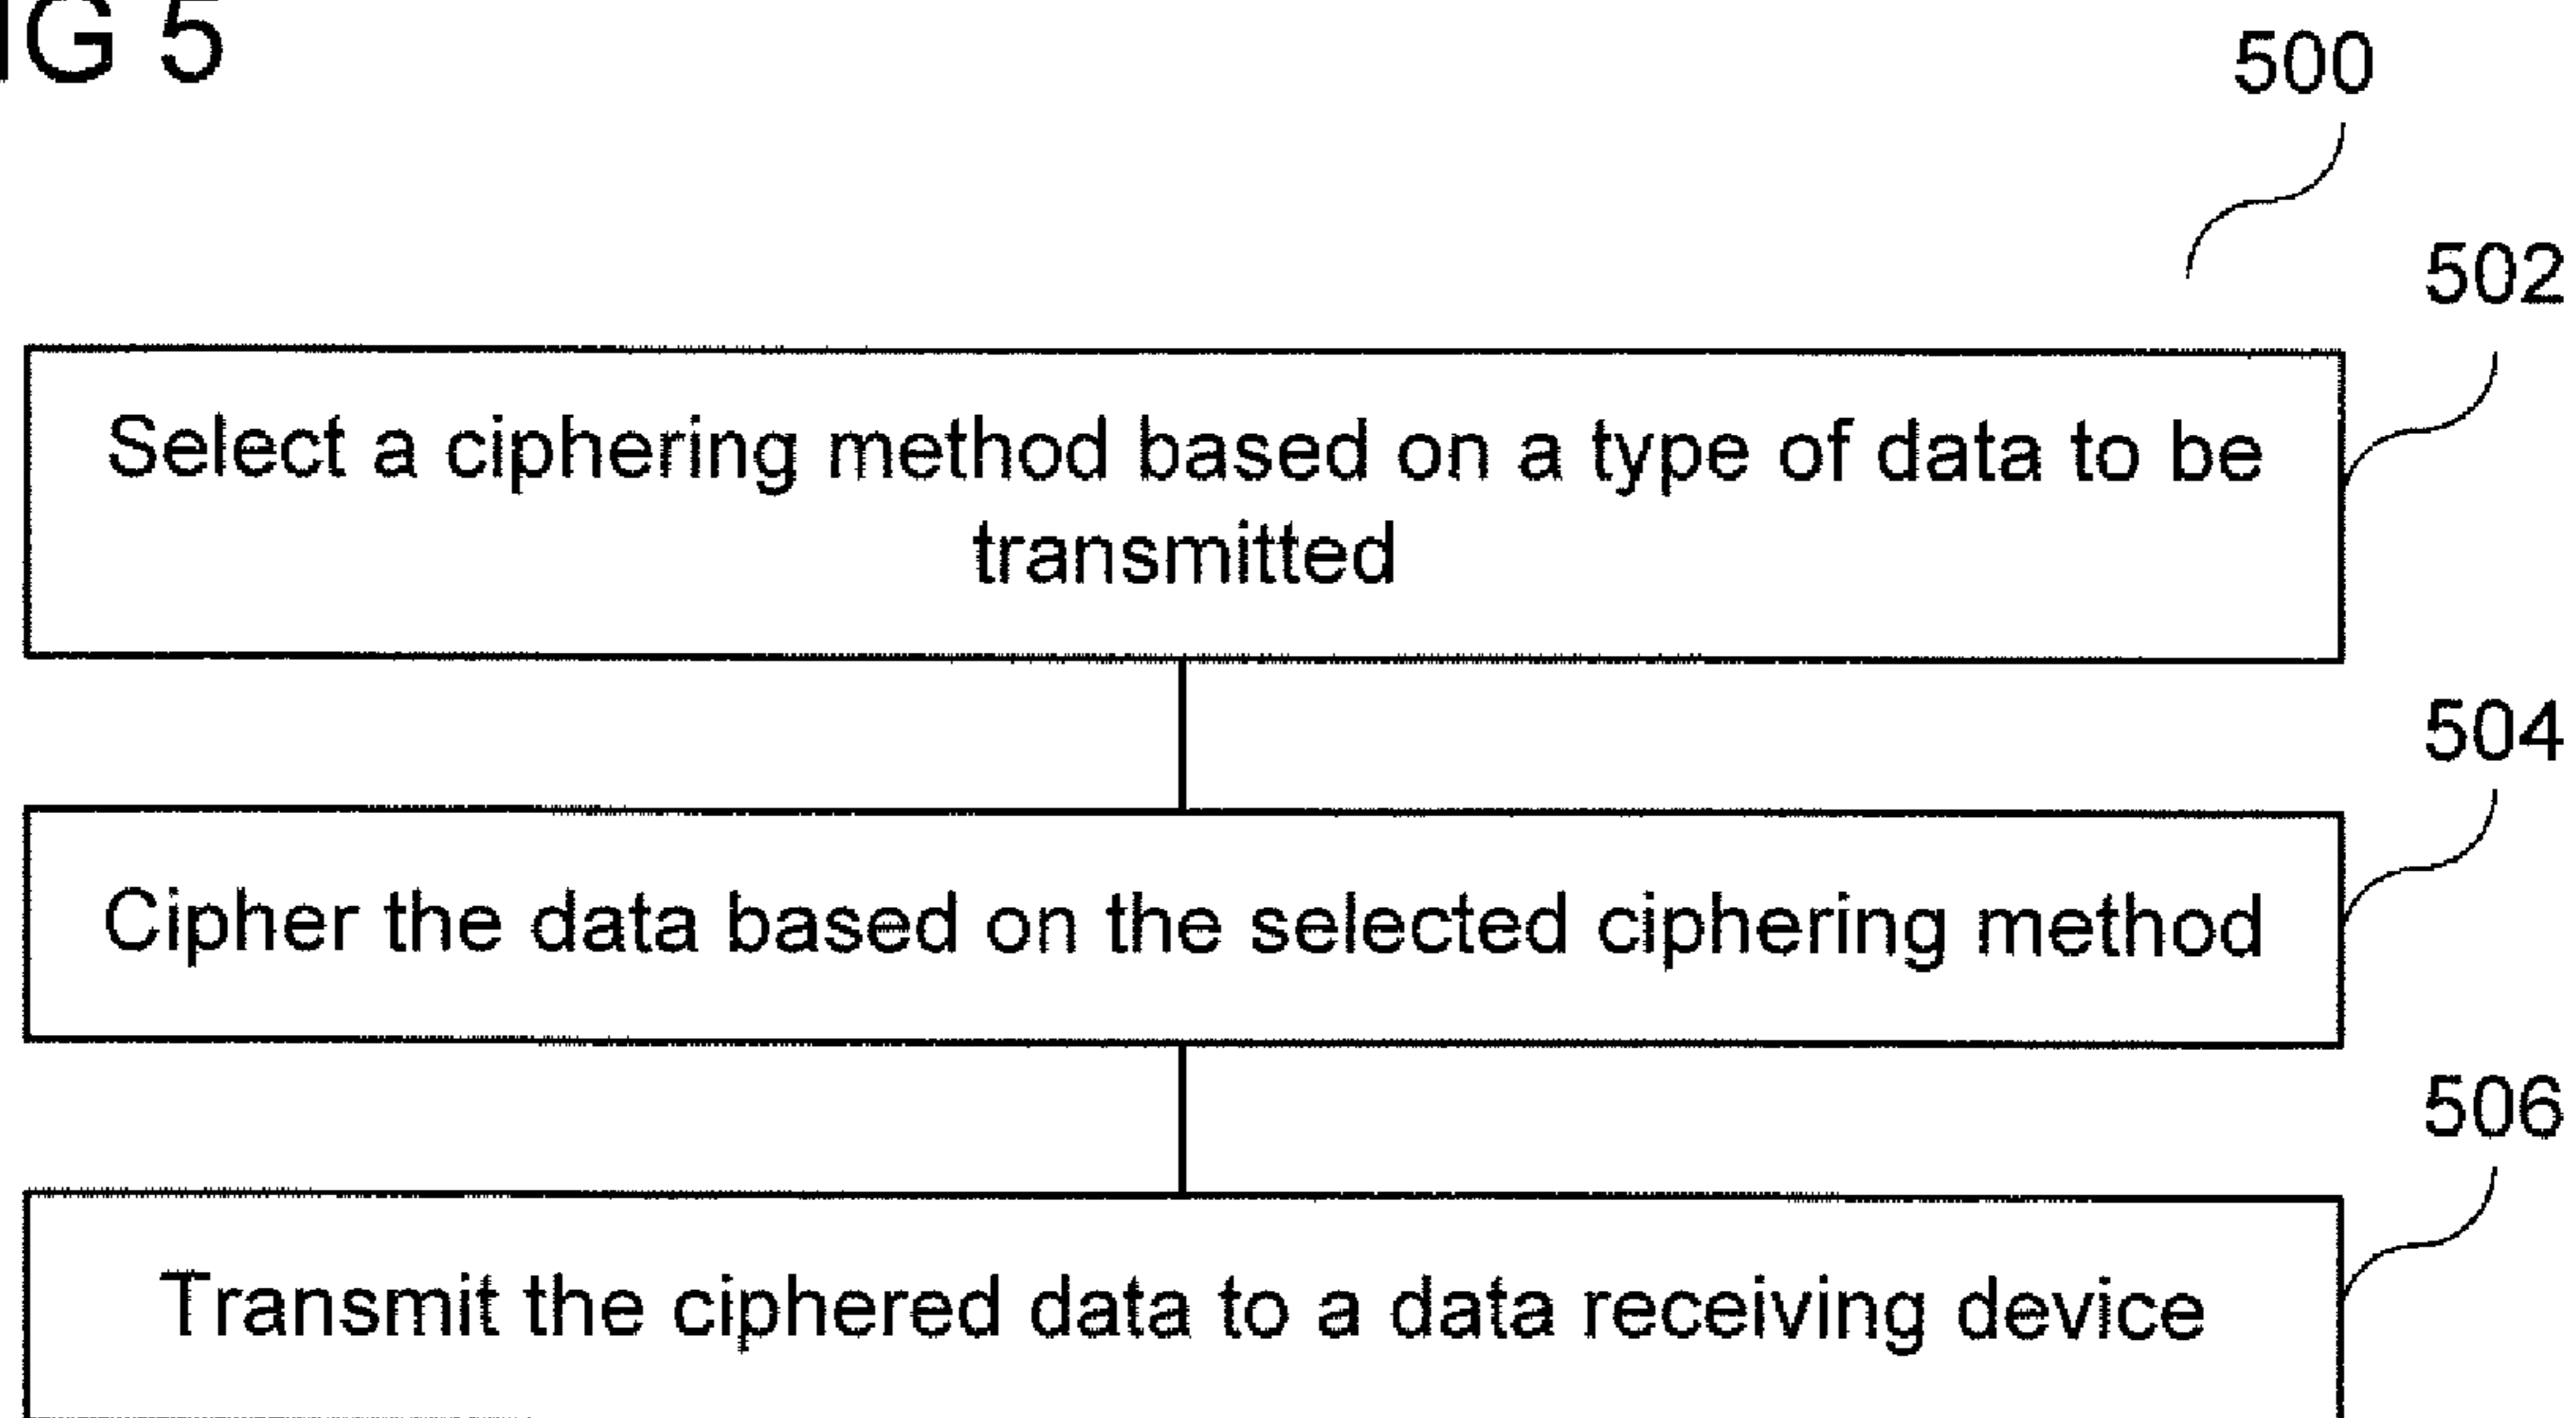 IG 5
500
502
Select a ciphering method based on a type of data to be
transmitted
504
Cipher the data based on the selected ciphering method
506
Transmit the ciphered data to a data receiving device